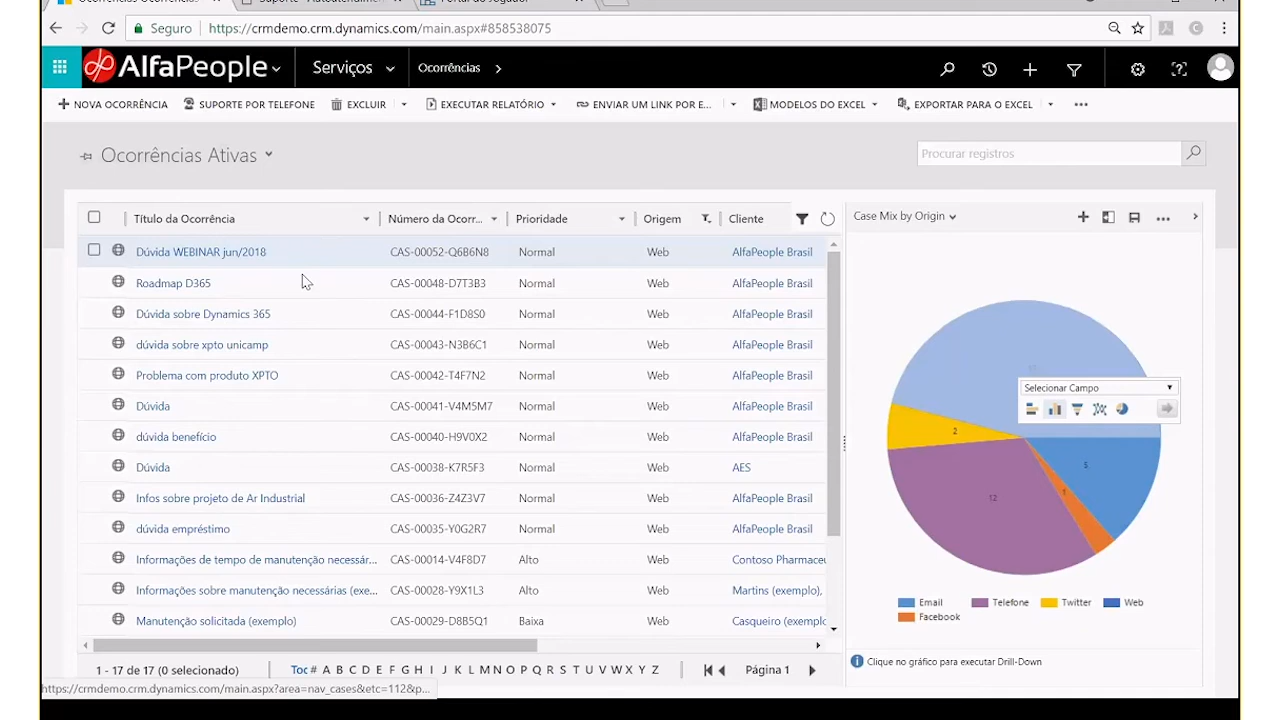 Seguro https://crmdemo.crm.dynamics.com/main.aspx#858538075
AlfaPeople Serviços Ocorrências
NOVA OCORRÊNCIA SUPORTE POR TELEFONE EXCLUIR EXECUTAR RELATÓRIO ENVIAR UM LINK POR E... MODELOS DO EXCEL EXPORTAR PARA O EXCEL
Ocorrências Ativas
Procurar registros
Título da Ocorrência Número da Ocorr... Prioridade Origem Cliente
Dúvida WEBINAR jun/2018 CAS-00052-Q6B6N8 Normal Web AlfaPeople Brasil
Roadmap D365 CAS-00048-D7T3B3 Normal Web AlfaPeople Brasil
Dúvida sobre Dynamics 365 CAS-00044-F1D8S0 Normal Web AlfaPeople Brasil
dúvida sobre xpto unicamp CAS-00043-N3B6C1 Normal Web AlfaPeople Brasil
Problema com produto XPTO CAS-00042-T4F7N2 Normal Web AlfaPeople Brasil
Dúvida CAS-00041-V4M5M7 Normal Web AlfaPeople Brasil
dúvida benefício CAS-00040-H9V0X2 Normal Web AlfaPeople Brasil
Dúvida CAS-00038-K7R5F3 Normal Web AES
Infos sobre projeto de Ar Industrial CAS-00036-Z4Z3V7 Normal Web AlfaPeople Brasil
dúvida empréstimo CAS-00035-Y0G2R7 Normal Web AlfaPeople Brasil
Informações de tempo de manutenção necessár... CAS-00014-V4F8D7 Alto Web Contoso Pharmaceu
Informações sobre manutenção necessárias (exe... CAS-00028-Y9X1L3 Alto Web Martins (exemplo),
Manutenção solicitada (exemplo) CAS-00029-D8B5Q1 Baixa Web Casqueiro (exemplo
1 - 17 de 17 (0 selecionado) Toc # A B C D E F G H I J K L M N O P Q R S T U V W X Y Z Página 1
https://crmdemo.crm.dynamics.com/main.aspx?area=nav_cases&etc=112&p...
Case Mix by Origin
Selecionar Campo
2
5
12
1
Email Telefone Twitter Web
Facebook
Clique no gráfico para executar Drill-Down